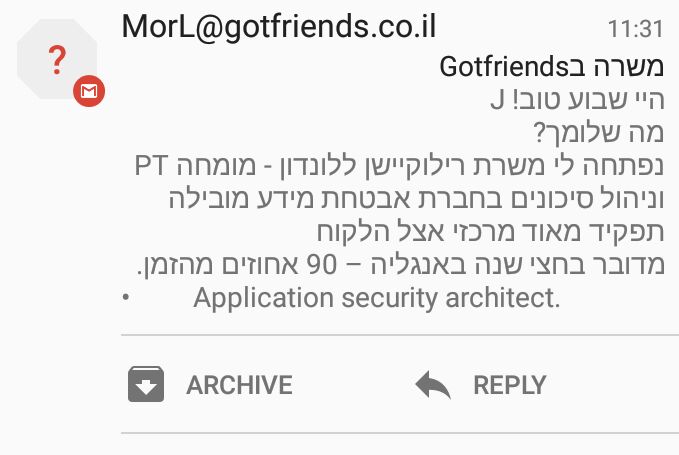 MorL@gotfriends.co.il
11:31
?
משרה בGotfriends
היי שבוע טוב! J
מה שלומך?
נפתחה לי משרת רילוקיישן ללונדון - מומחה PT
וניהול סיכונים בחברת אבטחת מידע מובילה
תפקיד מאוד מרכזי אצל הלקוח
מדובר בחצי שנה באנגליה – 90 אחוזים מהזמן.
• Application security architect.
ARCHIVE
REPLY